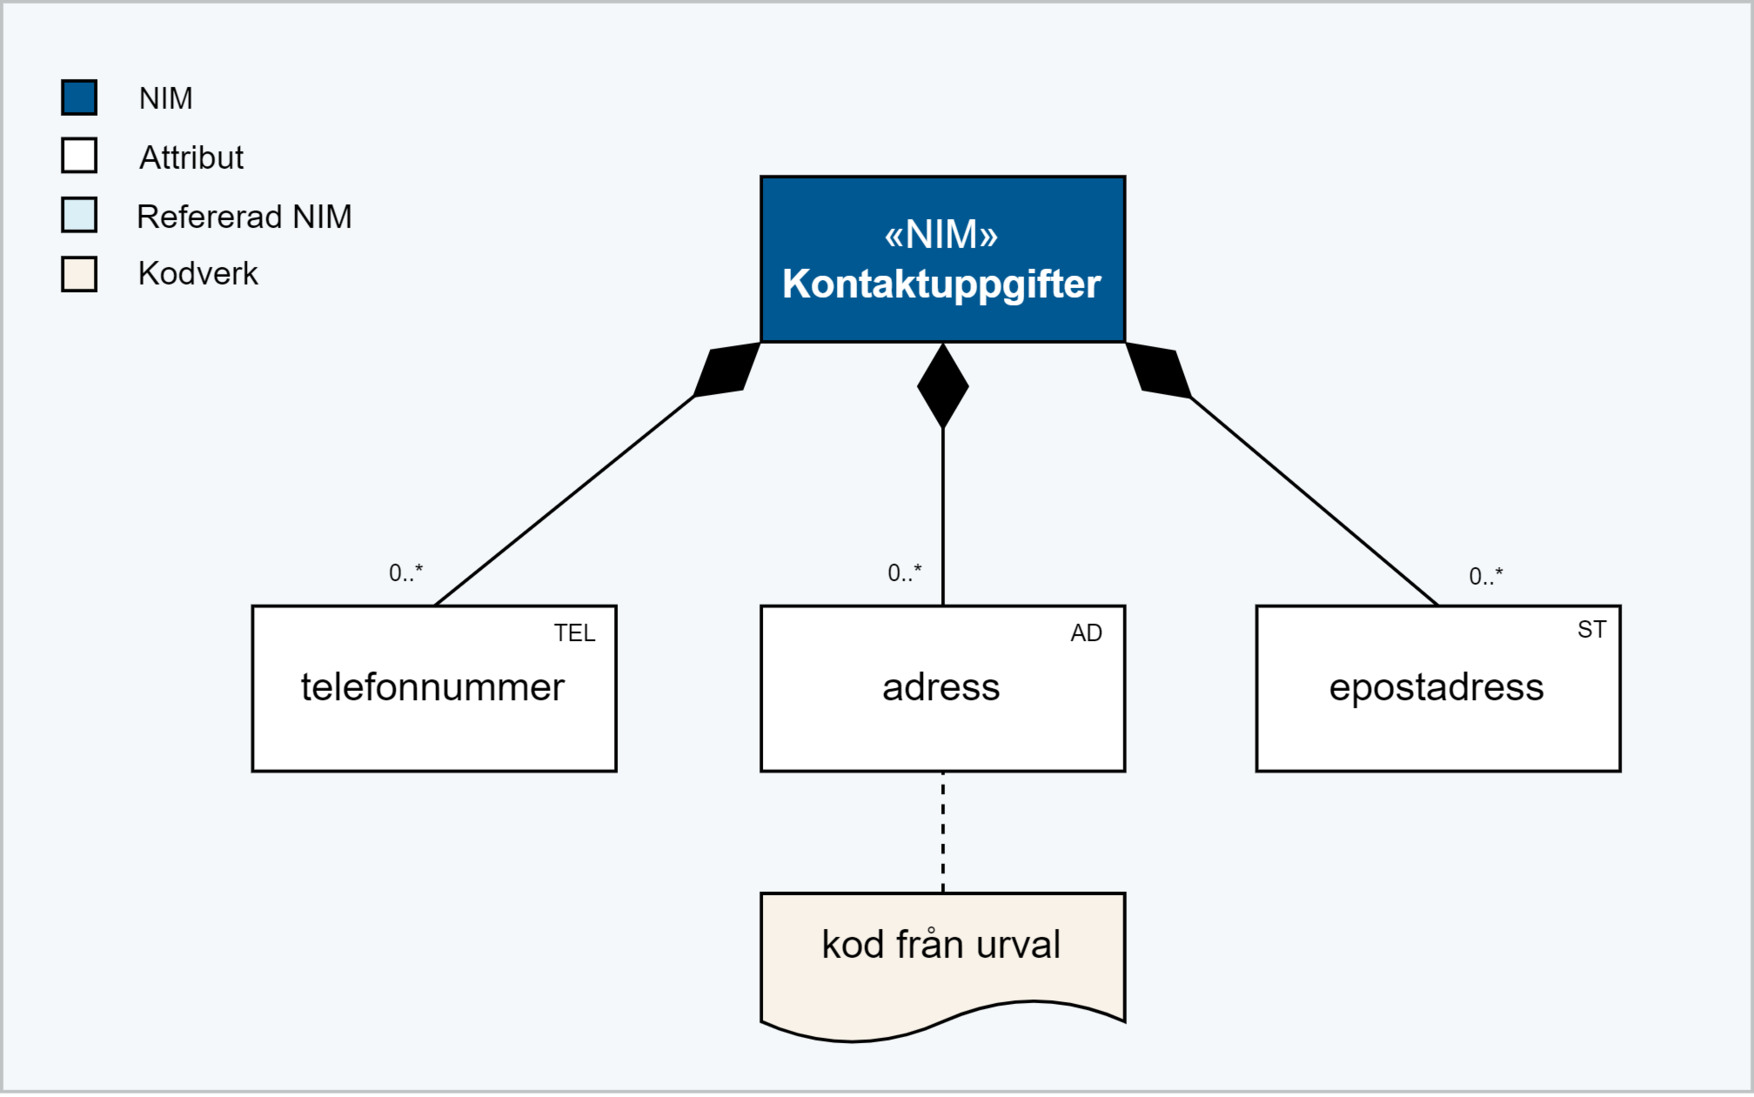 NIM
Attribut
Refererad NIM
Kodverk
«NIM»
Kontaktuppgifter
0..*
0..*
0..*
TEL
telefonnummer
AD
adress
ST
epostadress
kod från urval